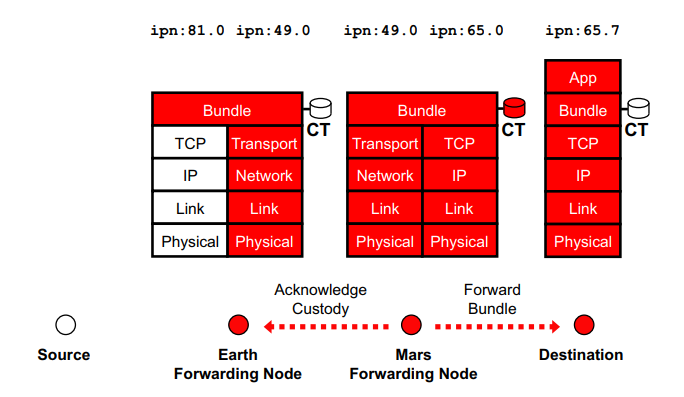 ipn:81.0 ipn:49.0 ipn:49.0 ipn:65.0 ipn:65.7
App
Bundle Bundle Bundle
CT CT CT
TCP Transport Transport TCP TCP
IP Network Network IP IP
Link Link Link Link Link
Physical Physical Physical Physical Physical
Acknowledge
Custody
Forward
Bundle
Source
Earth
Forwarding Node
Mars
Forwarding Node
Destination